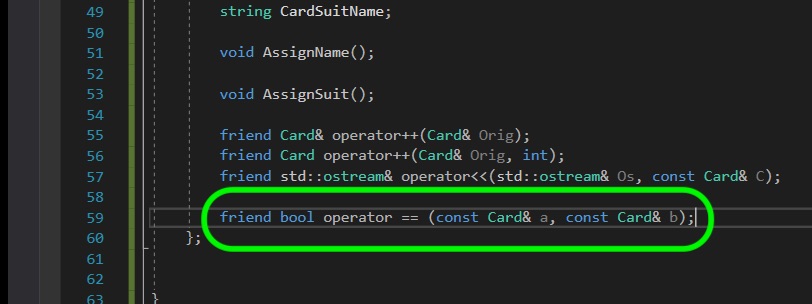 49 string CardSuitName;
50
51 void AssignName();
52
53 void AssignSuit();
54
55 friend Card& operator++(Card& Orig);
56 friend Card operator++(Card& Orig, int);
57 friend std::ostream& operator<<(std::ostream& Os, const Card& C);
58
59 friend bool operator == (const Card& a, const Card& b);
60 };
61
62
63 }